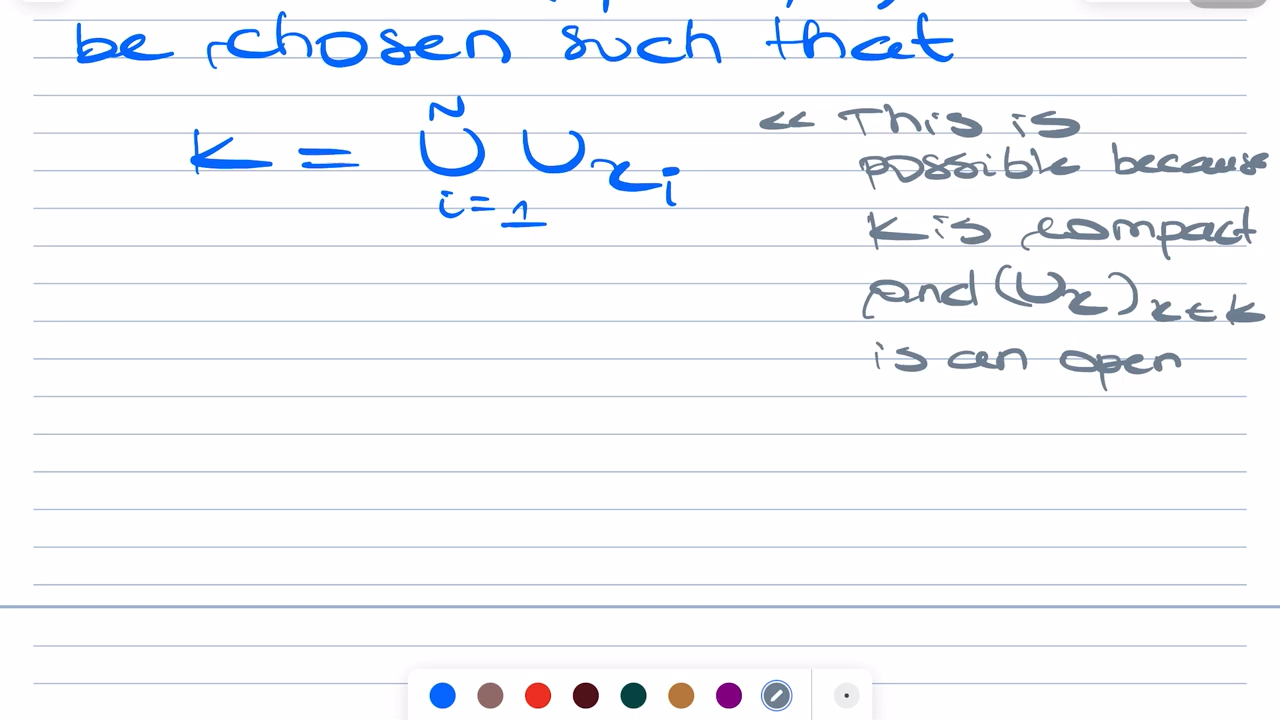 be chosen such that
K = ⋃_{i=1}^{N} U_{x_i}
<< This is
possible because
K is compact
and (U_x)_{x∈K}
is an open